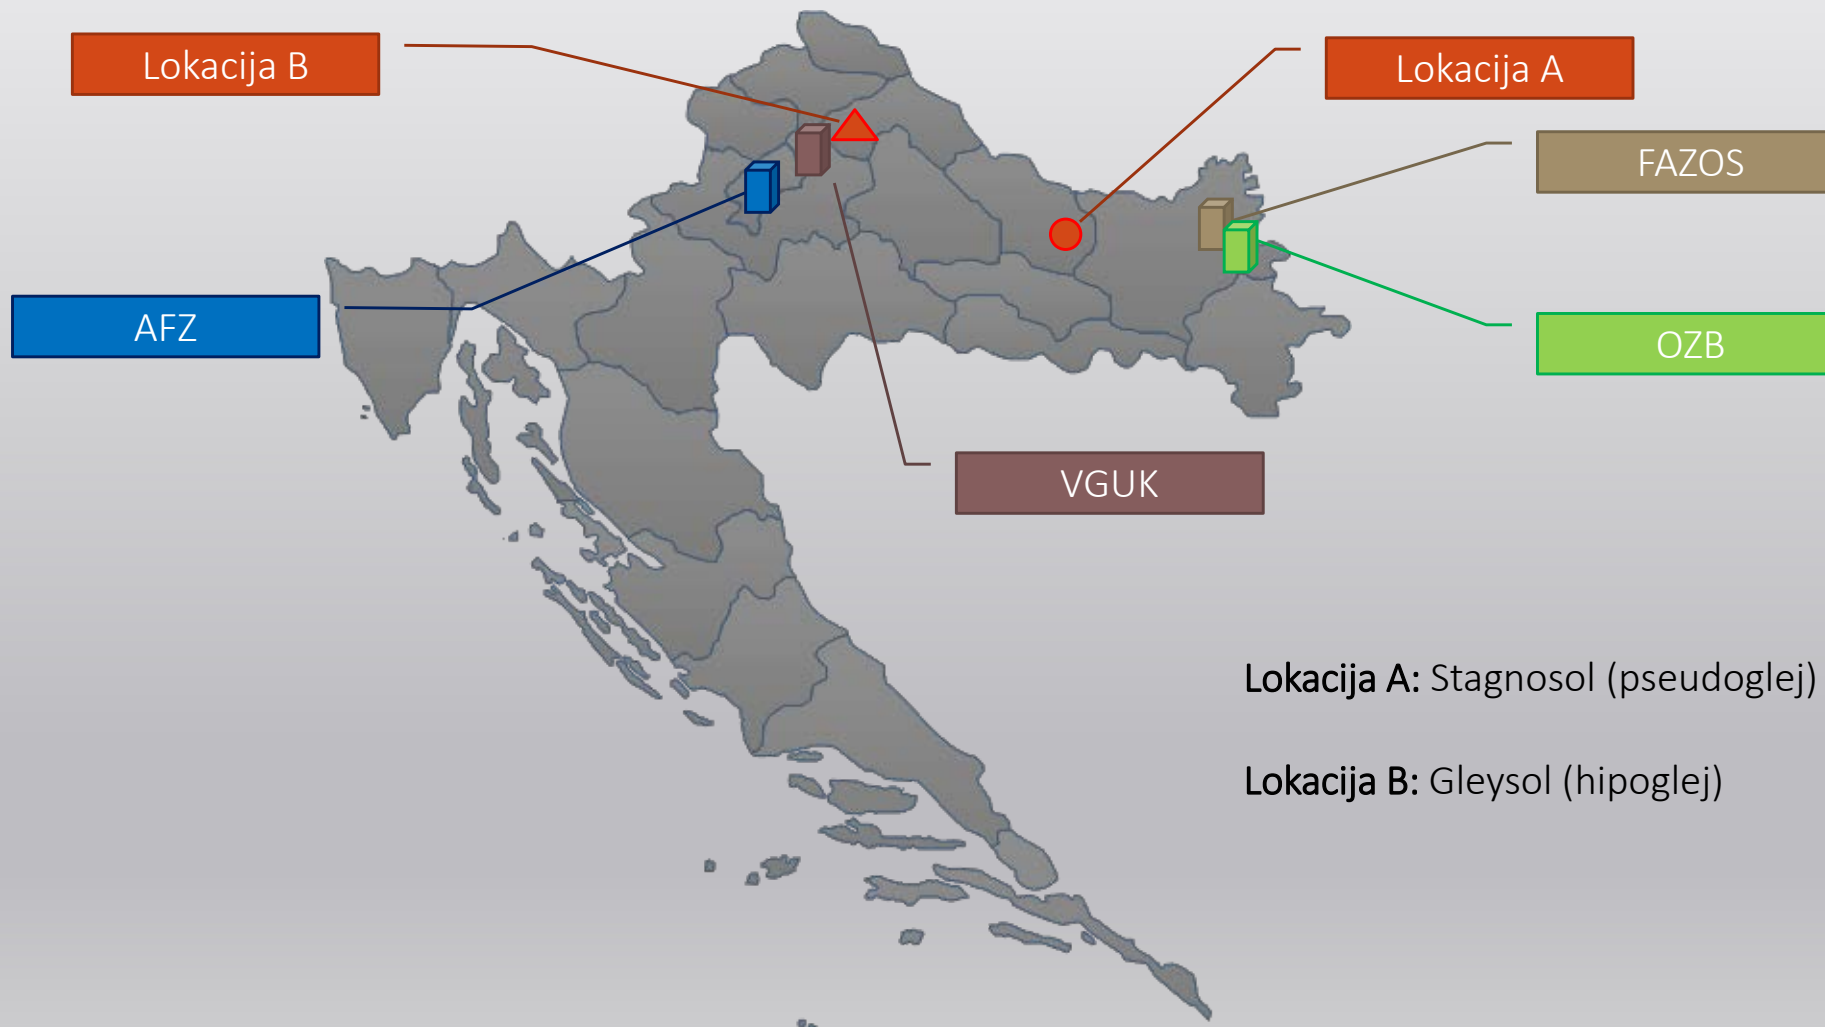 Lokacija B
Lokacija A
FAZOS
AFZ
OZB
VGUK
Lokacija A: Stagnosol (pseudoglej)
Lokacija B: Gleysol (hipoglej)